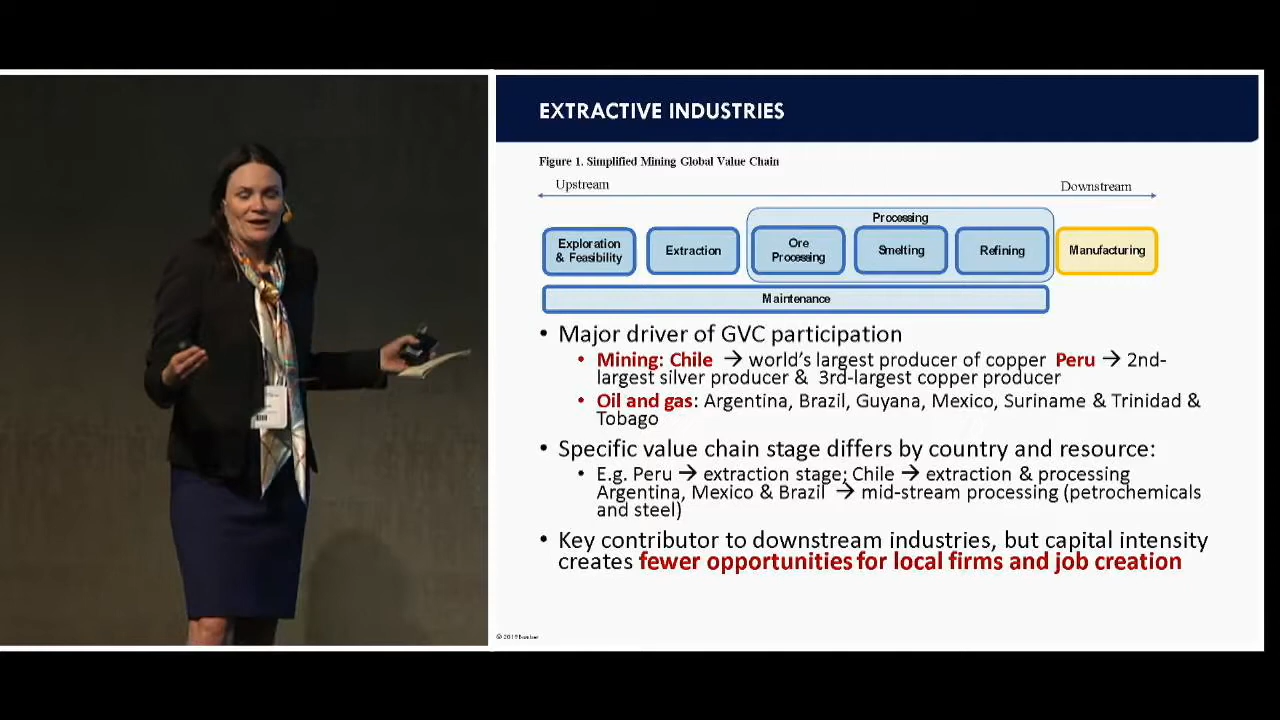 EXTRACTIVE INDUSTRIES
Figure 1. Simplified Mining Global Value Chain
Upstream
Downstream
Processing
Exploration
& Feasibility
Extraction
Ore
Processing
Smelting
Refining
Manufacturing
Maintenance
• Major driver of GVC participation
• Mining: Chile → world's largest producer of copper Peru → 2nd-
largest silver producer & 3rd-largest copper producer
• Oil and gas: Argentina, Brazil, Guyana, Mexico, Suriname & Trinidad &
Tobago
• Specific value chain stage differs by country and resource:
• E.g. Peru → extraction stage; Chile → extraction & processing
Argentina, Mexico & Brazil → mid-stream processing (petrochemicals
and steel)
• Key contributor to downstream industries, but capital intensity
creates fewer opportunities for local firms and job creation
© 2019